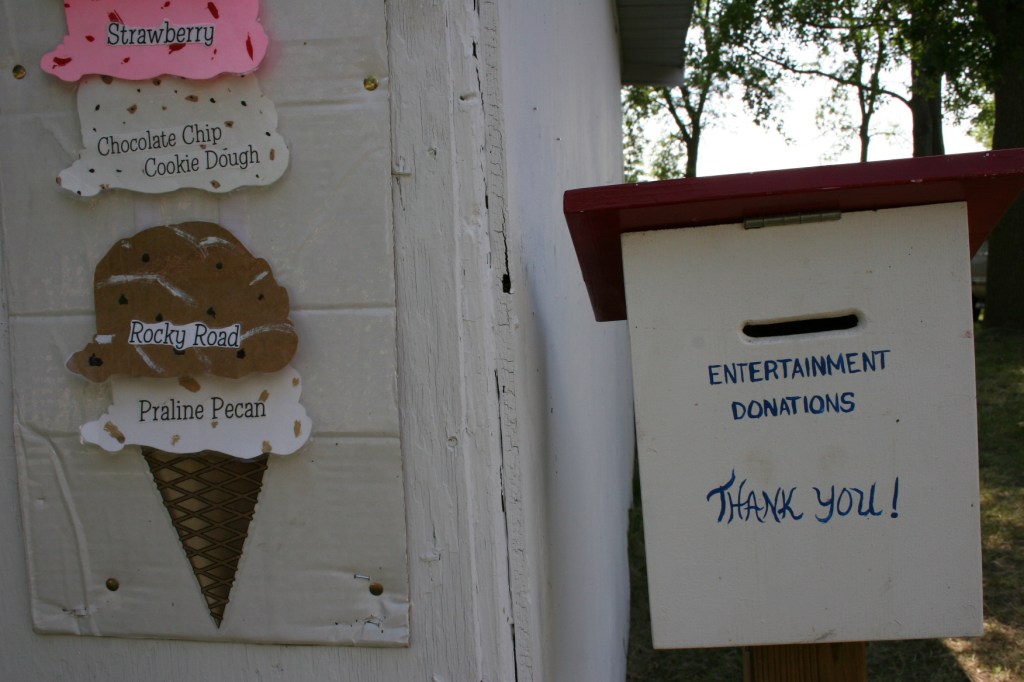 Strawberry
Chocolate Chip
Cookie Dough
Rocky Road
Praline Pecan
ENTERTAINMENT
DONATIONS
THANK YOU!